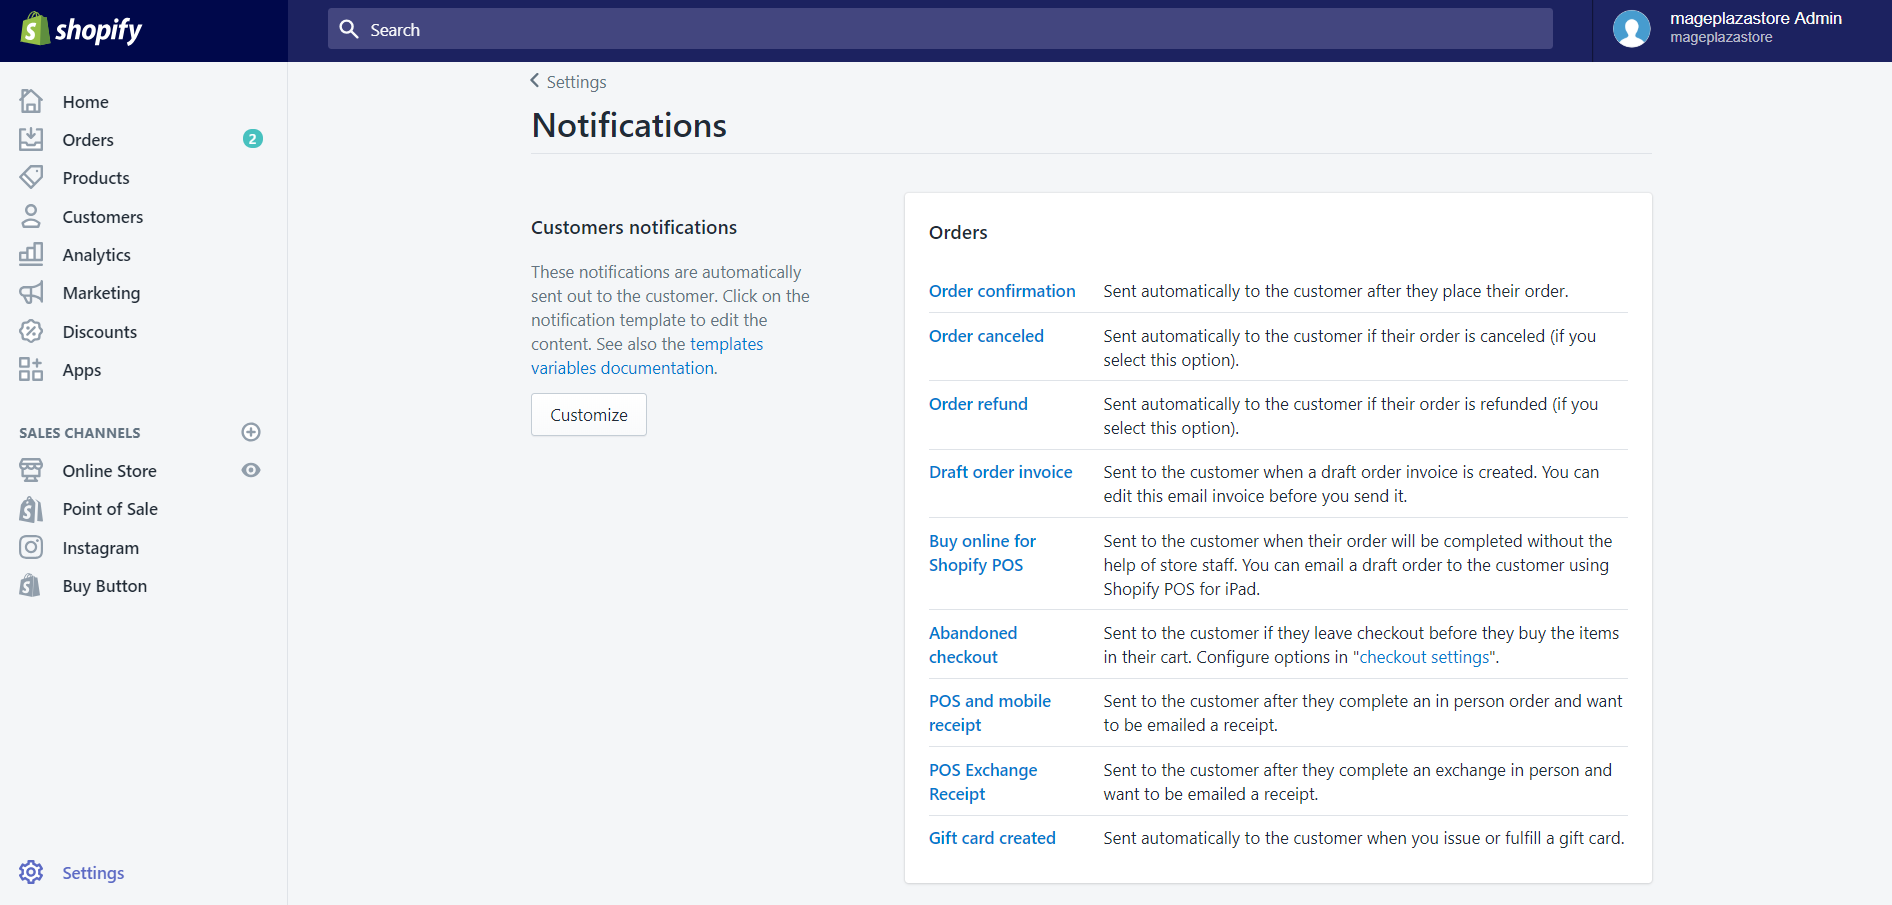 shopify
Search
mageplazastore Admin
mageplazastore
Home
Orders
2
Products
Customers
Analytics
Marketing
Discounts
Apps
SALES CHANNELS
Online Store
Point of Sale
Instagram
Buy Button
Settings
Settings
Notifications
Customers notifications
These notifications are automatically
sent out to the customer. Click on the
notification template to edit the
content. See also the templates
variables documentation.
Customize
Orders
Order confirmation Sent automatically to the customer after they place their order.
Order canceled Sent automatically to the customer if their order is canceled (if you
select this option).
Order refund Sent automatically to the customer if their order is refunded (if you
select this option).
Draft order invoice Sent to the customer when a draft order invoice is created. You can
edit this email invoice before you send it.
Buy online for
Shopify POS
Sent to the customer when their order will be completed without the
help of store staff. You can email a draft order to the customer using
Shopify POS for iPad.
Abandoned
checkout
Sent to the customer if they leave checkout before they buy the items
in their cart. Configure options in "checkout settings".
POS and mobile
receipt
Sent to the customer after they complete an in person order and want
to be emailed a receipt.
POS Exchange
Receipt
Sent to the customer after they complete an exchange in person and
want to be emailed a receipt.
Gift card created Sent automatically to the customer when you issue or fulfill a gift card.